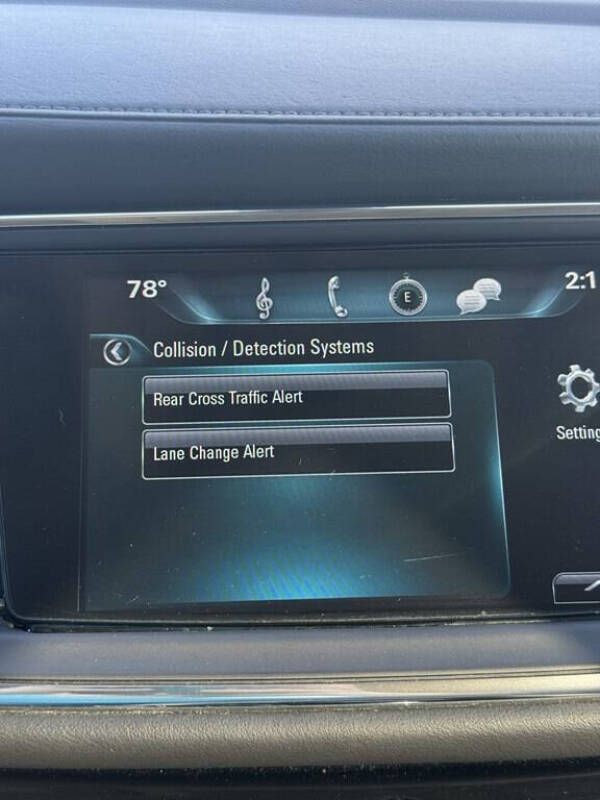 78°
E
2:1
Collision / Detection Systems
Rear Cross Traffic Alert
Lane Change Alert
Setting